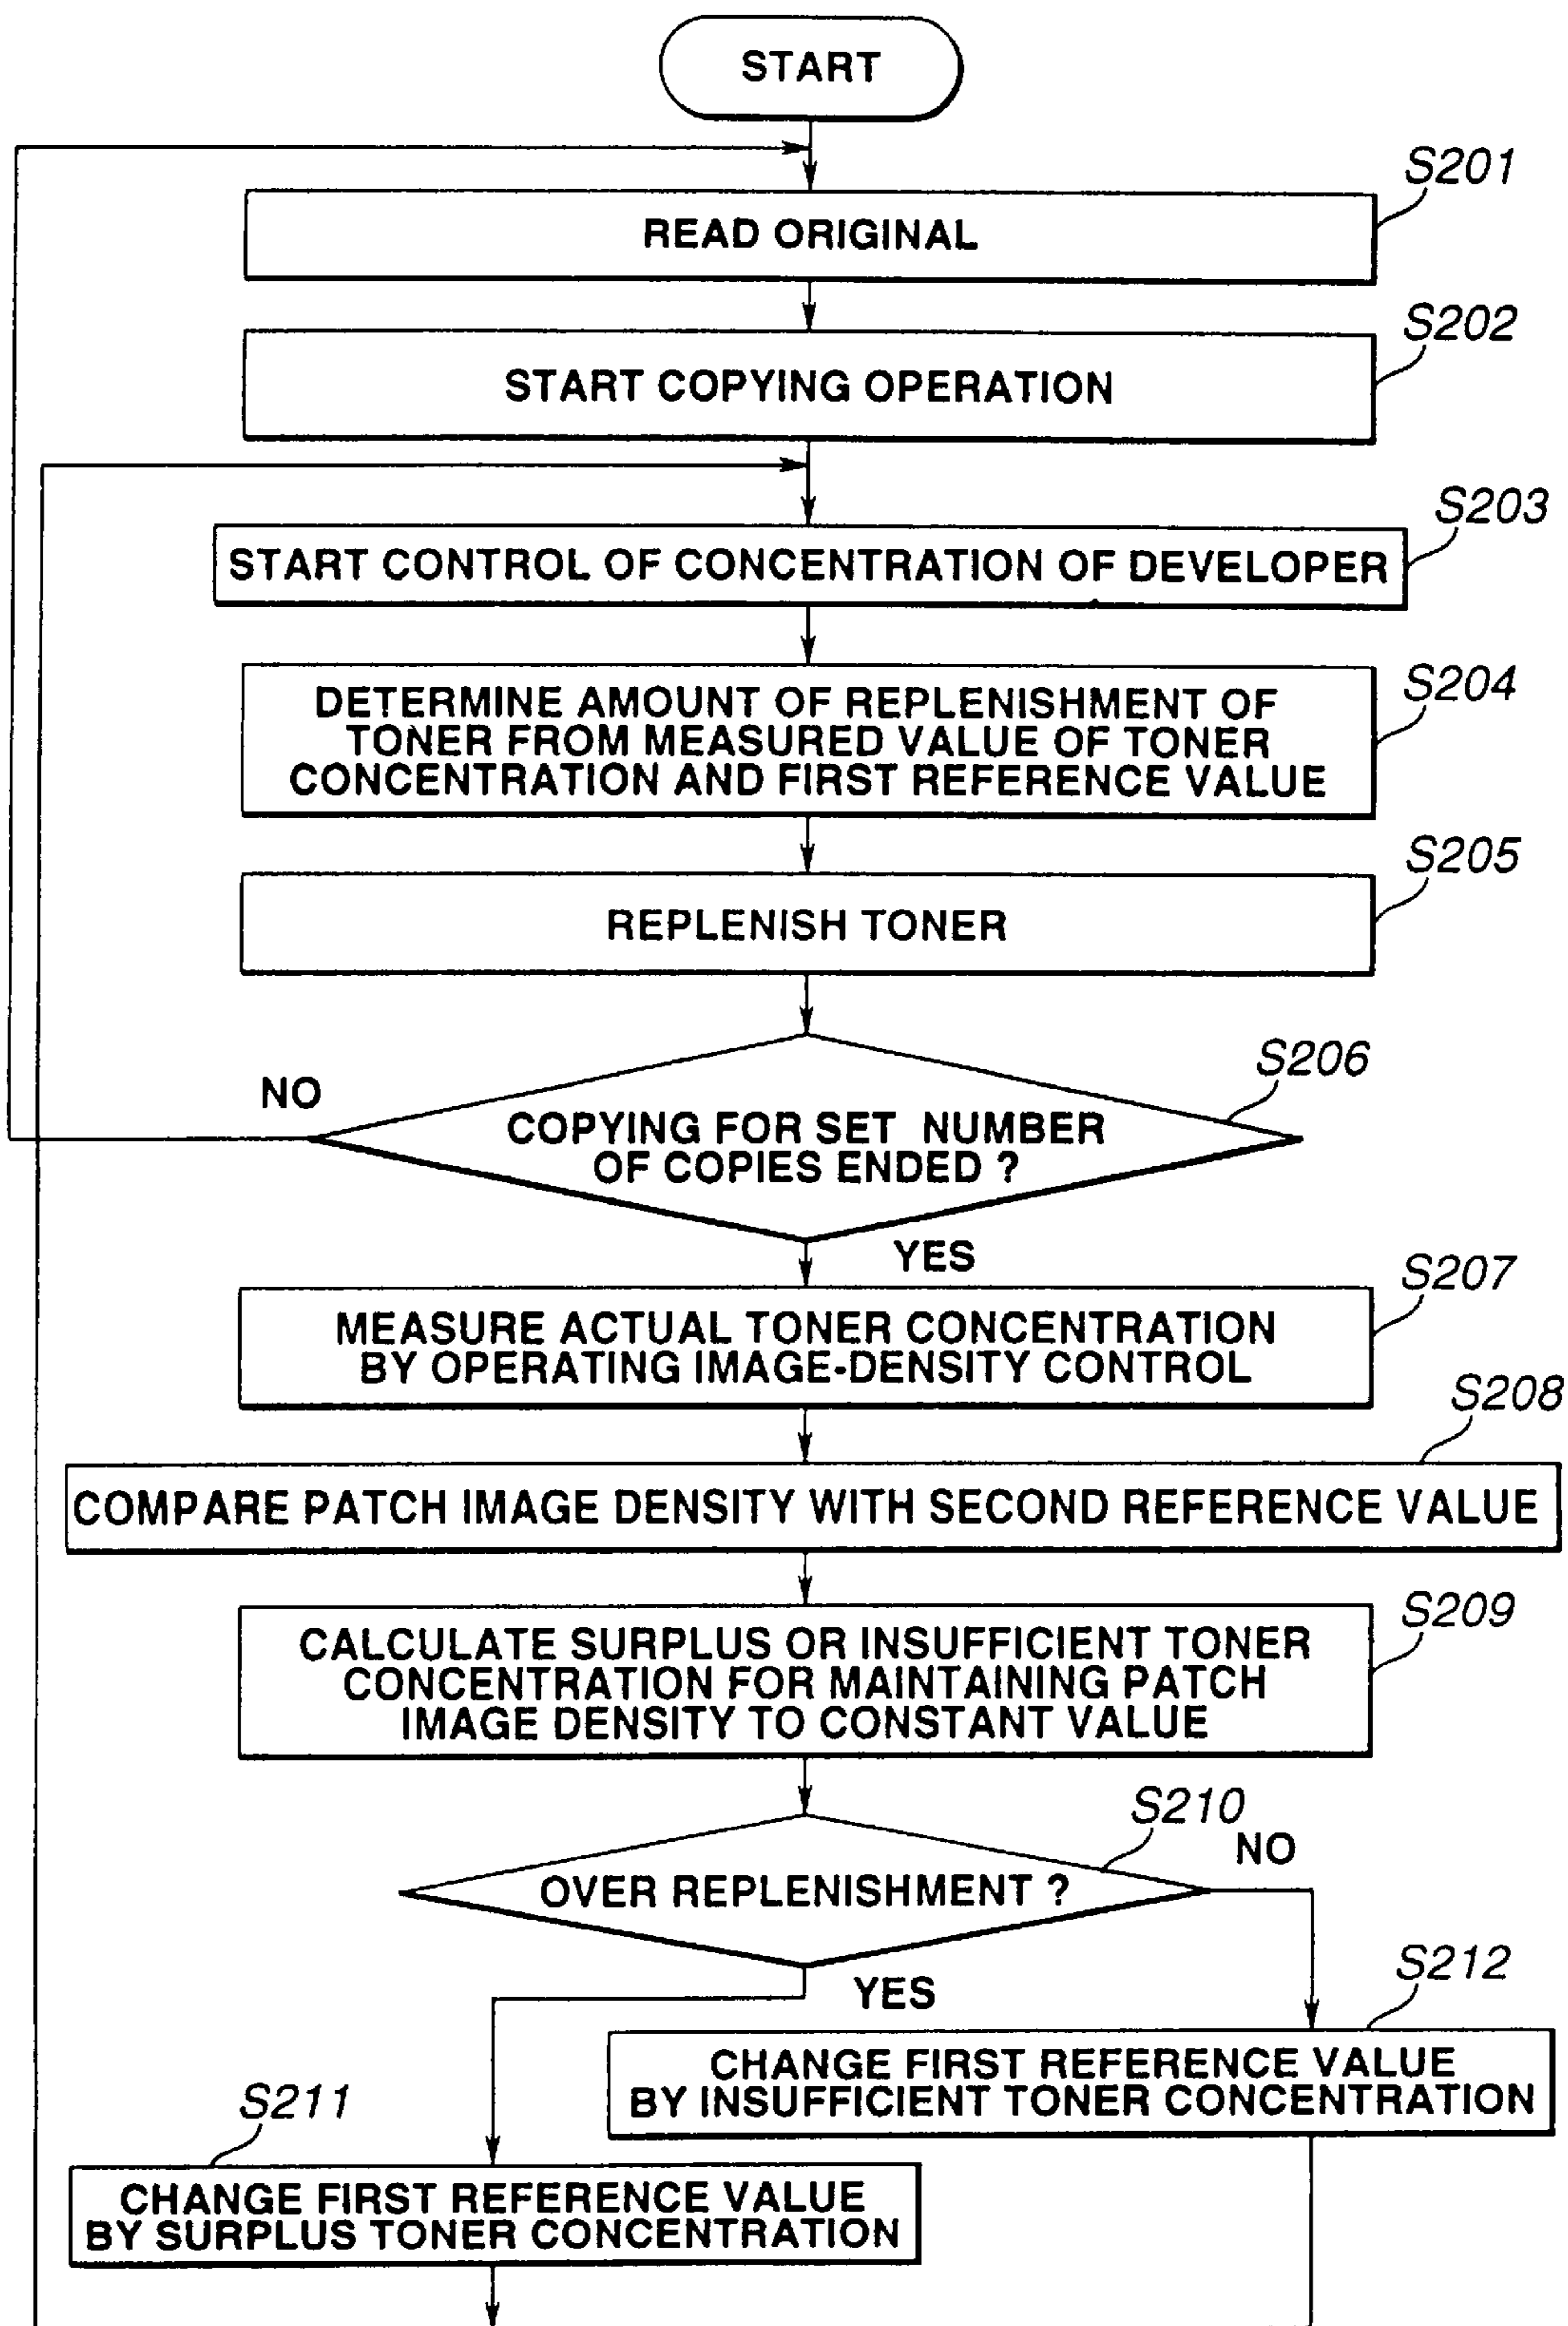 START
S201
READ ORIGINAL
S202
START COPYING OPERATION
S203
START CONTROL OF CONCENTRATION OF DEVELOPER
S204
DETERMINE AMOUNT OF REPLENISHMENT OF
TONER FROM MEASURED VALUE OF TONER
CONCENTRATION AND FIRST REFERENCE VALUE
S205
REPLENISH TONER
S206
NO
COPYING FOR SET NUMBER
OF COPIES ENDED ?
YES
S207
MEASURE ACTUAL TONER CONCENTRATION
BY OPERATING IMAGE-DENSITY CONTROL
S208
COMPARE PATCH IMAGE DENSITY WITH SECOND REFERENCE VALUE
S209
CALCULATE SURPLUS OR INSUFFICIENT TONER
CONCENTRATION FOR MAINTAINING PATCH
IMAGE DENSITY TO CONSTANT VALUE
S210
NO
OVER REPLENISHMENT ?
YES
S212
CHANGE FIRST REFERENCE VALUE
BY INSUFFICIENT TONER CONCENTRATION
S211
CHANGE FIRST REFERENCE VALUE
BY SURPLUS TONER CONCENTRATION